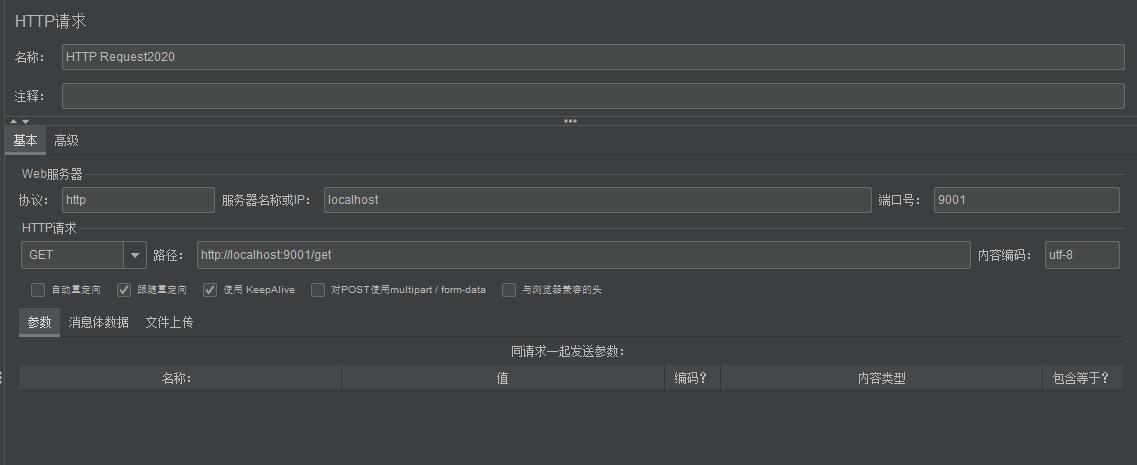 HTTP请求
名称： HTTP Request2020
注释：
基本 高级
Web服务器
协议： http 服务器名称或IP： localhost 端口号： 9001
HTTP请求
GET 路径： http://localhost:9001/get 内容编码： utf-8
自动重定向 跟随重定向 使用 KeepAlive 对POST使用multipart / form-data 与浏览器兼容的头
参数 消息体数据 文件上传
同请求一起发送参数：
名称： 值 编码？ 内容类型 包含等于？